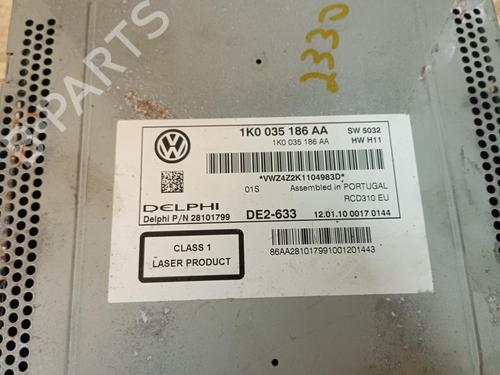 2330
B-PARTS
1K0 035 186 AA SW 5032
1K0 035 186 AA HW H11
*VWZ4Z2K1104983D*
01S Assembled in PORTUGAL
RCD310 EU
DELPHI DE2-633 12.01.10 0017 0144
Delphi P/N 28101799
CLASS 1
LASER PRODUCT
86AA281017991001201443